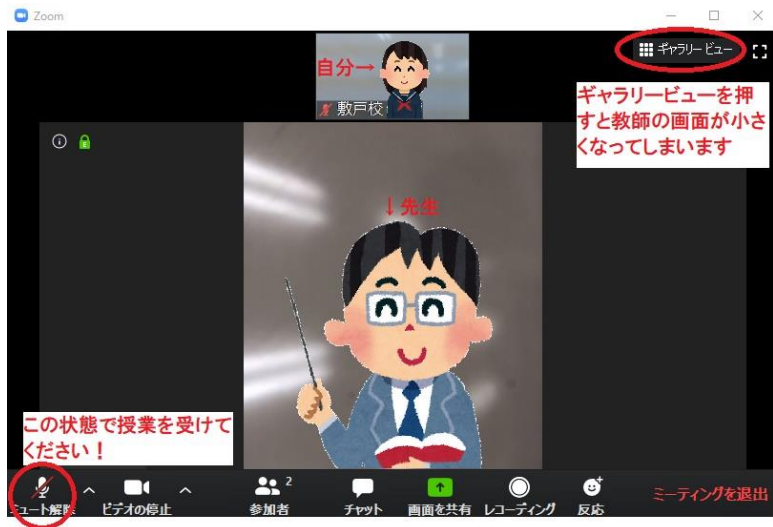 Zoom
ギャラリー ビュー
自分→
敷戸校
ギャラリービューを押
すと教師の画面が小さ
くなってしまいます
↓先生
この状態で授業を受けて
ください！
ミュート解除
ビデオの停止
参加者
2
チャット
画面を共有
レコーディング
反応
ミーティングを退出